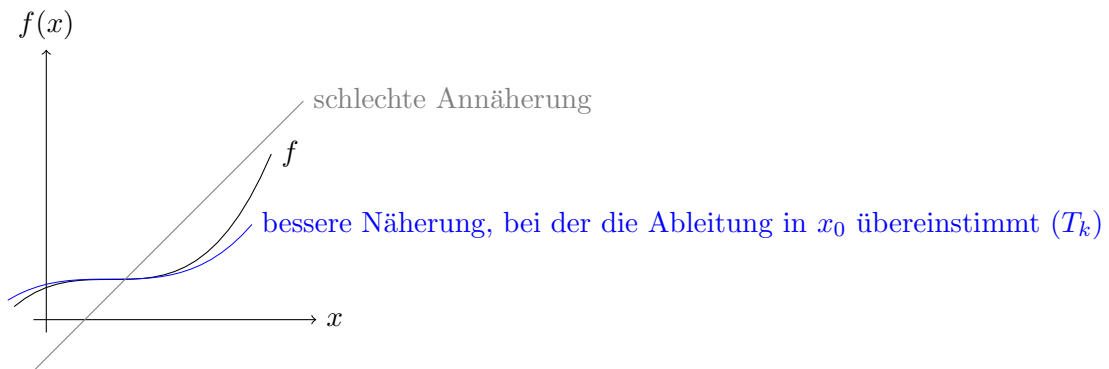 f(x)
schlechte Annäherung
f
bessere Näherung, bei der die Ableitung in x₀ übereinstimmt (Tₖ)
x